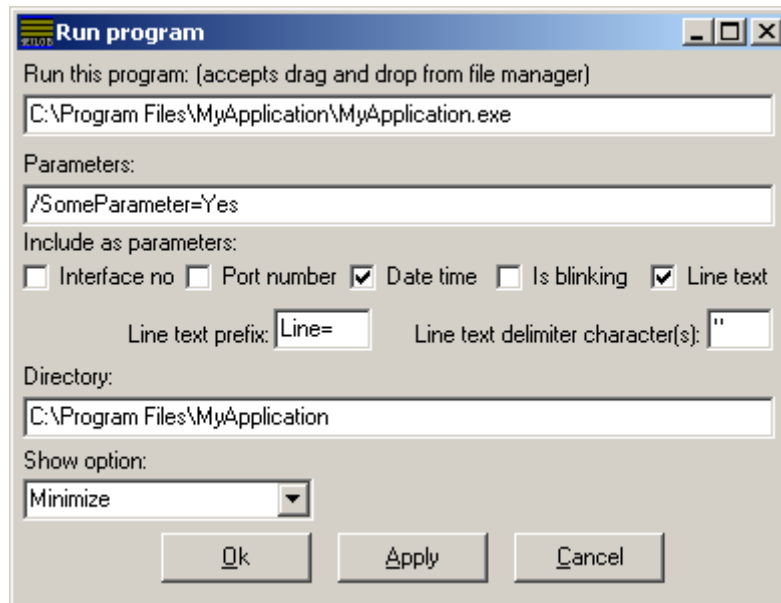 Run program
Run this program: (accepts drag and drop from file manager)
C:\Program Files\MyApplication\MyApplication.exe
Parameters:
/SomeParameter=Yes
Include as parameters:
Interface no Port number Date time Is blinking Line text
Line text prefix: Line= Line text delimiter character(s): "
Directory:
C:\Program Files\MyApplication
Show option:
Minimize
Ok Apply Cancel